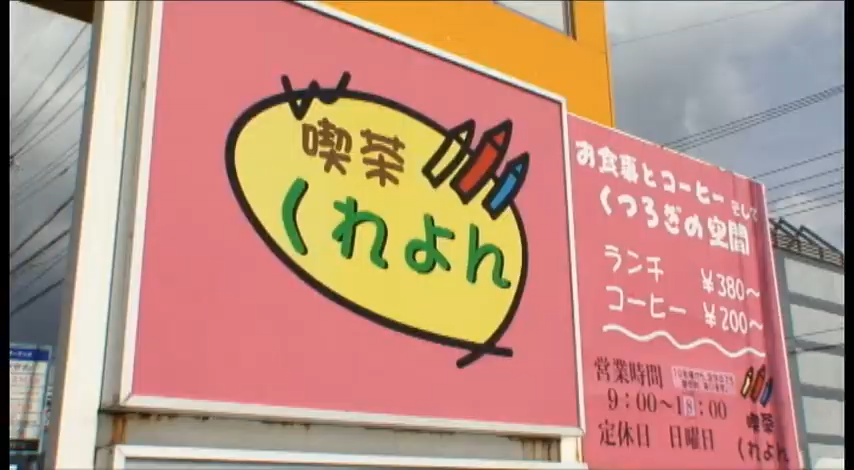 喫茶
くれよん
お食事とコーヒー そして
くつろぎの空間
ランチ ¥380～
コーヒー ¥200～
営業時間
9:00～18:00
定休日 日曜日
喫茶
くれよん